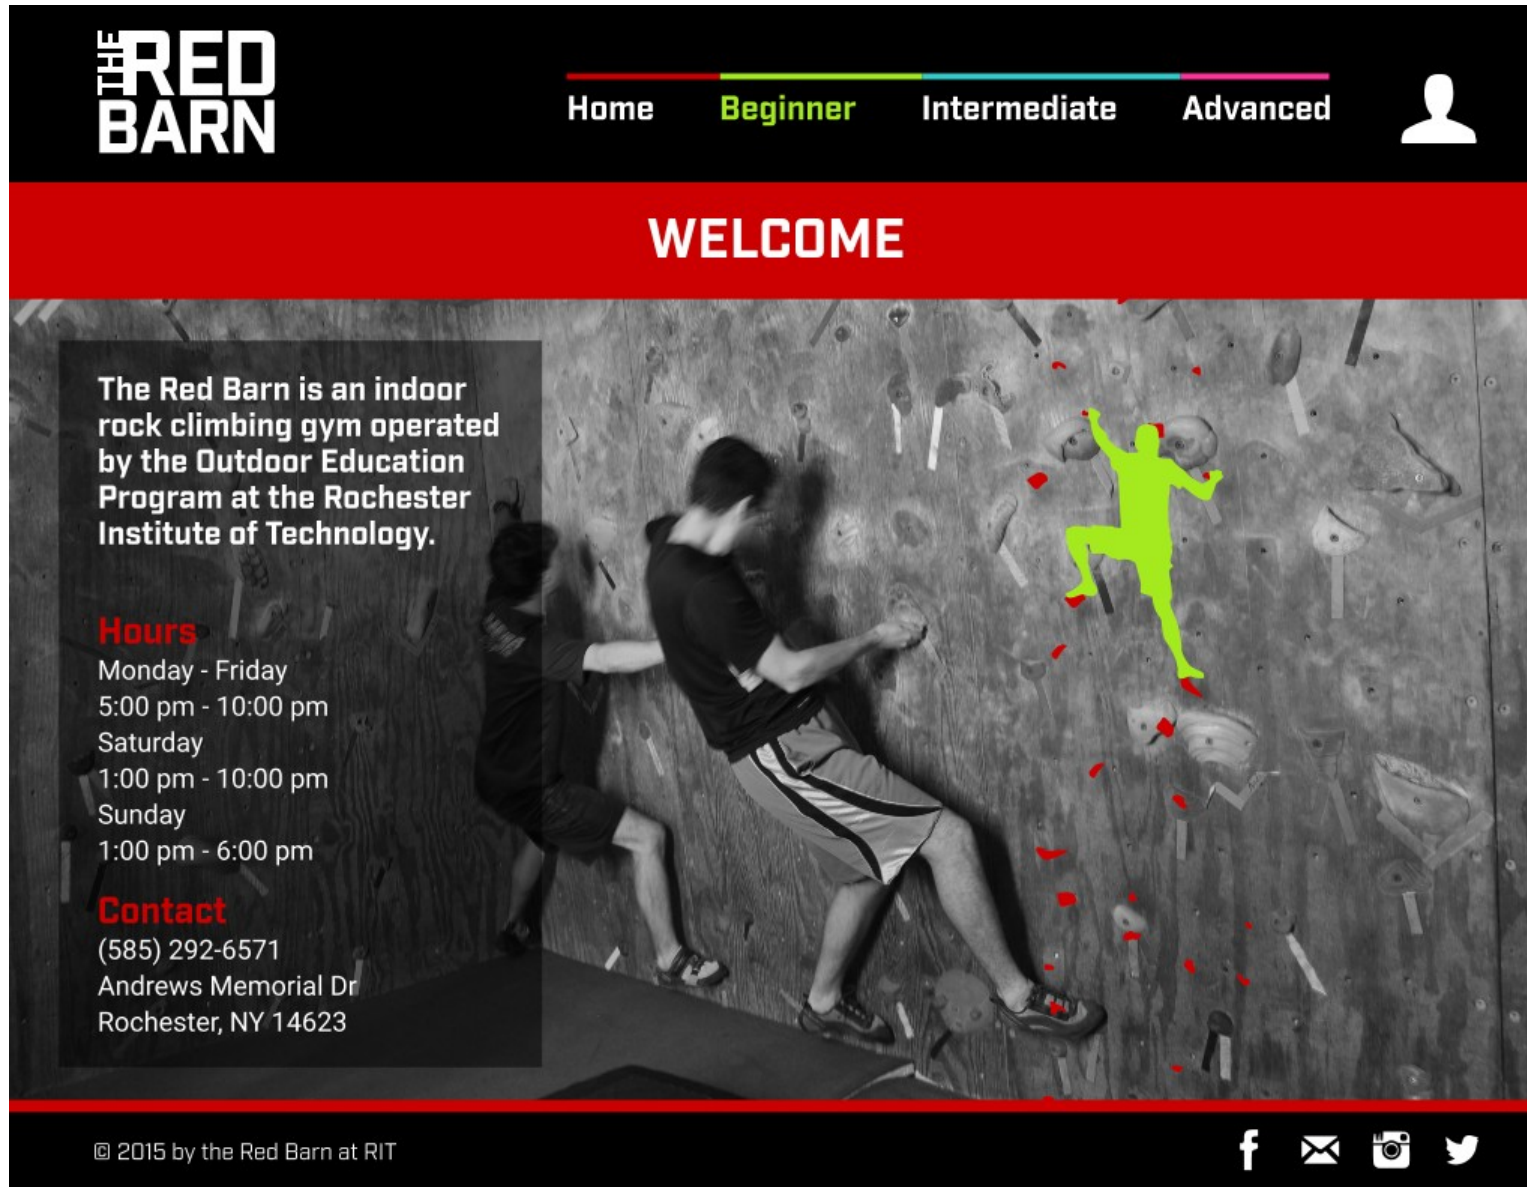 THE RED
BARN
Home Beginner Intermediate Advanced
WELCOME
The Red Barn is an indoor
rock climbing gym operated
by the Outdoor Education
Program at the Rochester
Institute of Technology.
Hours
Monday - Friday
5:00 pm - 10:00 pm
Saturday
1:00 pm - 10:00 pm
Sunday
1:00 pm - 6:00 pm
Contact
(585) 292-6571
Andrews Memorial Dr
Rochester, NY 14623
© 2015 by the Red Barn at RIT